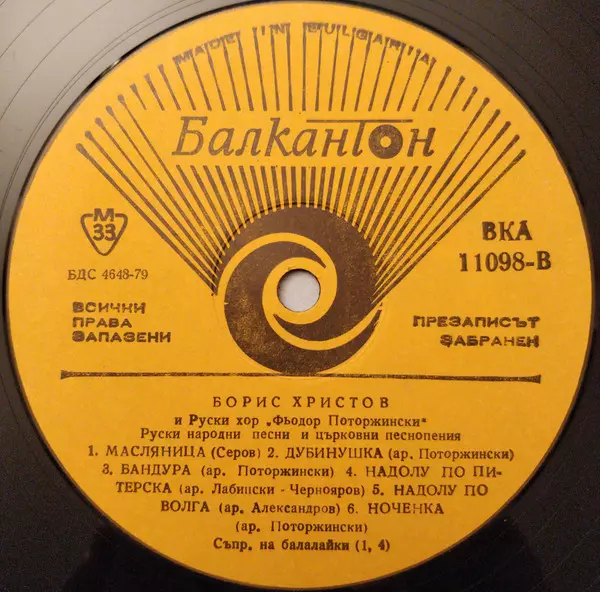 MADE IN BULGARIA
Балкантон
М
33
БДС 4648-79
ВКА
11098-В
ВСИЧНИ
ПРАВА
ЗАПАЗЕНИ
ПРЕЗАПИСЪТ
ЗАБРАНЕН
БОРИС ХРИСТОВ
и Руски хор „Фьодор Поторжински“
Руски народни песни и църковни песнопения
1. МАСЛЯНИЦА (Серов) 2. ДУБИНУШКА (ар. Поторжински)
3. БАНДУРА (ар. Поторжински) 4. НАДОЛУ ПО ПИ-
ТЕРСКА (ар. Лабински - Чернояров) 5. НАДОЛУ ПО
ВОЛГА (ар. Александров) 6. НОЧЕНКА
(ар. Поторжински)
Съпр. на балалайки (1, 4)